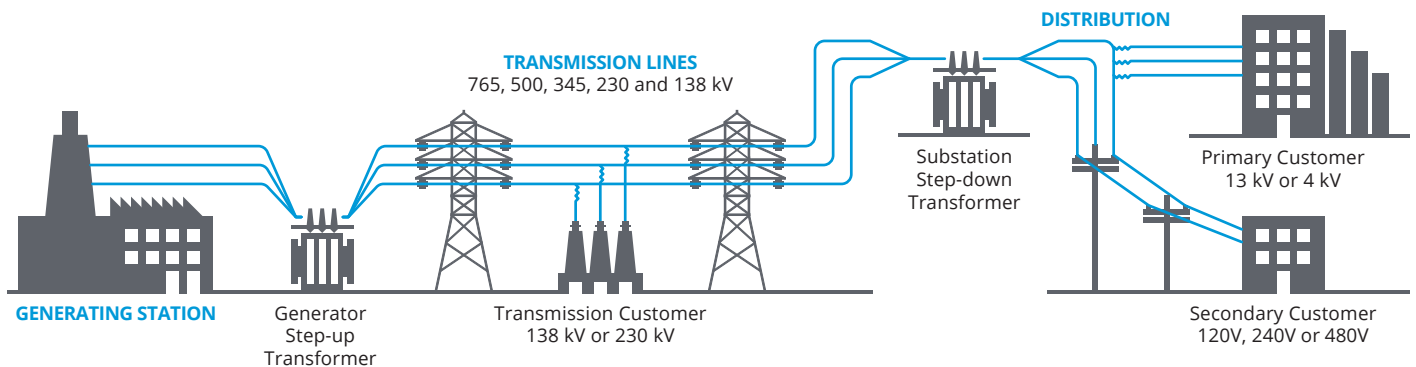 GENERATING STATION
Generator
Step-up
Transformer
TRANSMISSION LINES
765, 500, 345, 230 and 138 kV
Transmission Customer
138 kV or 230 kV
Substation
Step-down
Transformer
DISTRIBUTION
Primary Customer
13 kV or 4 kV
Secondary Customer
120V, 240V or 480V